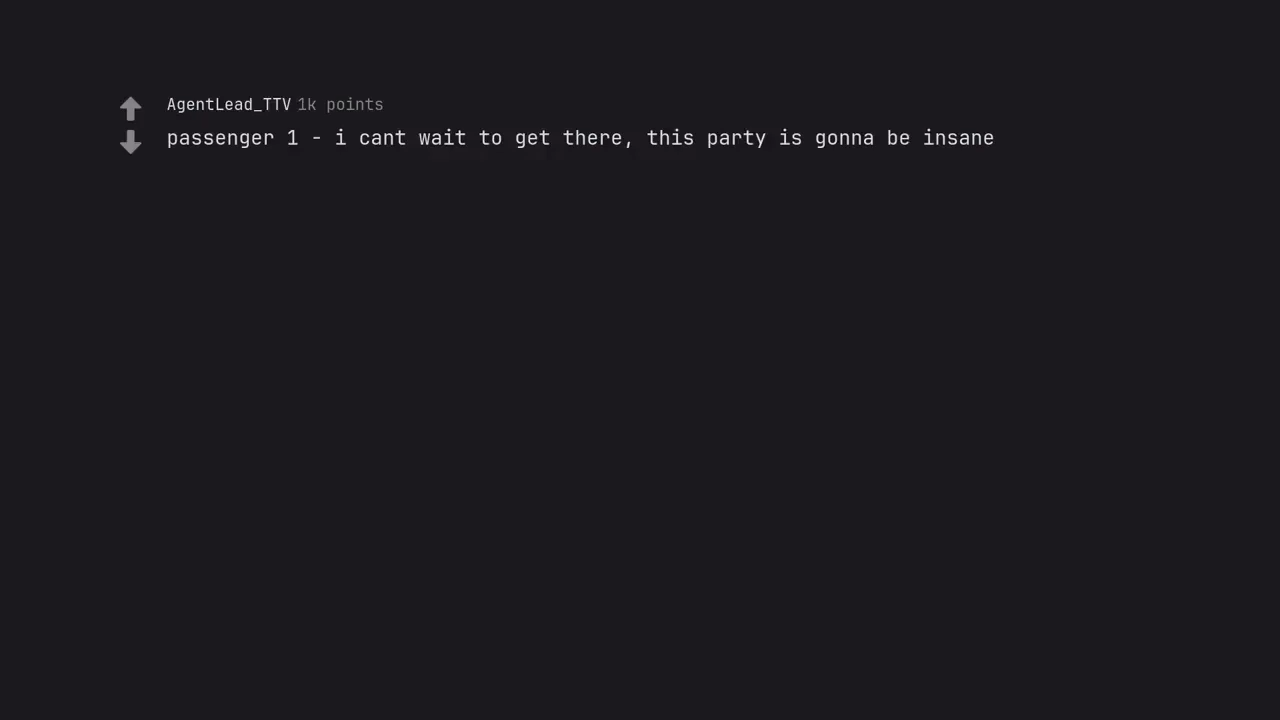 AgentLead_TTV 1k points
passenger 1 - i cant wait to get there, this party is gonna be insane